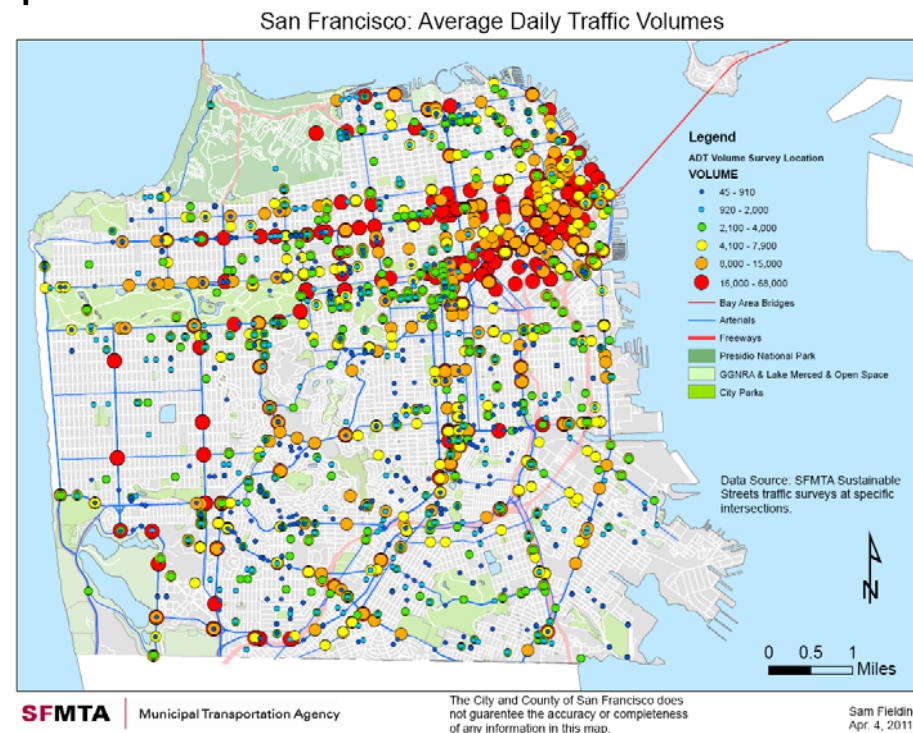 San Francisco: Average Daily Traffic Volumes
Legend
ADT Volume Survey Location
VOLUME
45 - 910
920 - 2,000
2,100 - 4,000
4,100 - 7,900
8,000 - 15,000
16,000 - 68,000
Bay Area Bridges
Arterials
Freeways
Presidio National Park
GGNRA & Lake Merced & Open Space
City Parks
Data Source: SFMTA Sustainable
Streets traffic surveys at specific
intersections.
N
0 0.5 1
Miles
SFMTA
Municipal Transportation Agency
The City and County of San Francisco does
not guarentee the accuracy or completeness
of any information in this map.
Sam Fieldin
Apr. 4, 2011